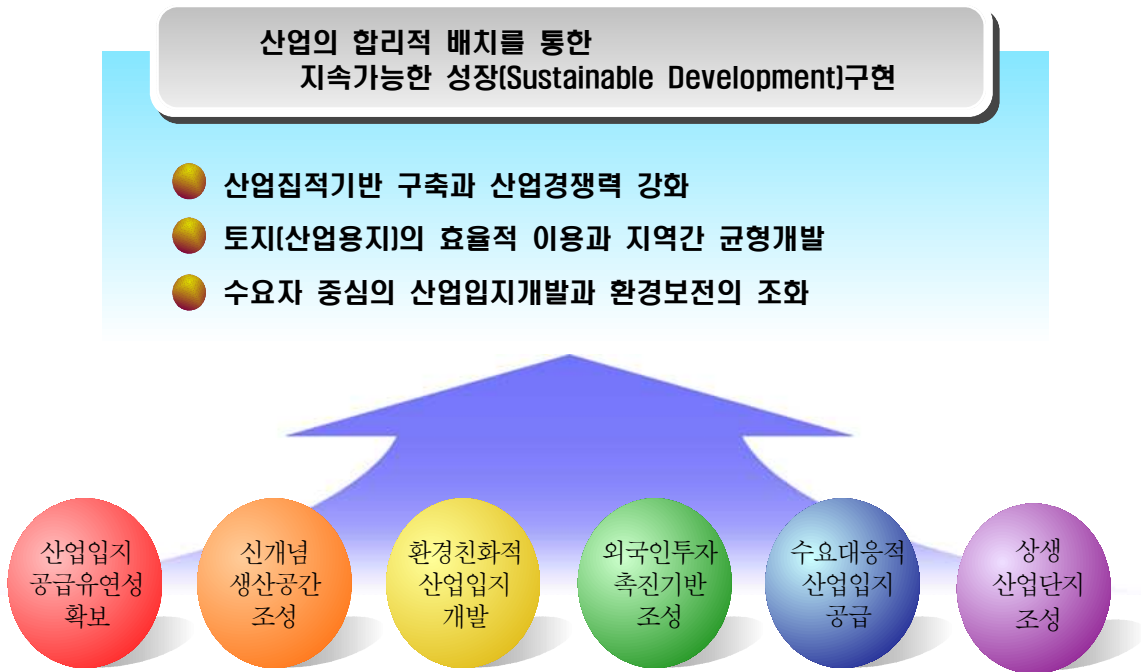 산업의 합리적 배치를 통한
지속가능한 성장(Sustainable Development)구현
산업집적기반 구축과 산업경쟁력 강화
토지(산업용지)의 효율적 이용과 지역간 균형개발
수요자 중심의 산업입지개발과 환경보전의 조화
산업입지
공급유연성
확보
신개념
생산공간
조성
환경친화적
산업입지
개발
외국인투자
촉진기반
조성
수요대응적
산업입지
공급
상생
산업단지
조성